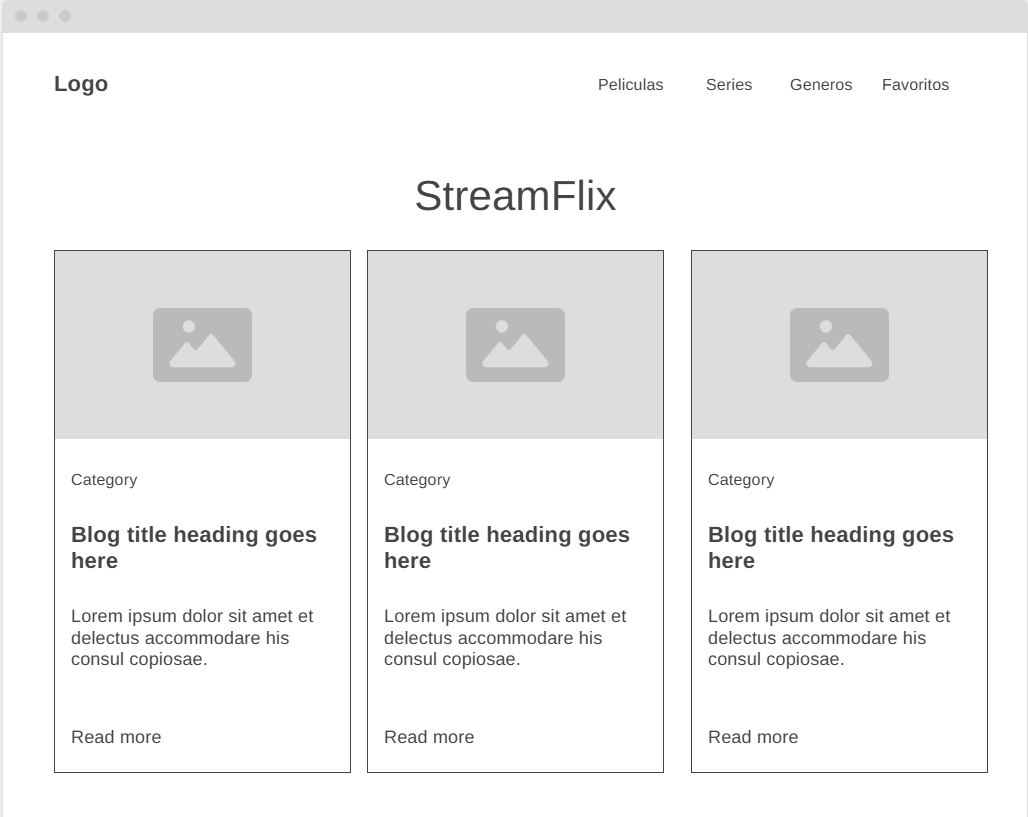 Logo
Peliculas Series Generos Favoritos
StreamFlix
Category
Blog title heading goes
here
Lorem ipsum dolor sit amet et
delectus accommodare his
consul copiosae.
Read more
Category
Blog title heading goes
here
Lorem ipsum dolor sit amet et
delectus accommodare his
consul copiosae.
Read more
Category
Blog title heading goes
here
Lorem ipsum dolor sit amet et
delectus accommodare his
consul copiosae.
Read more